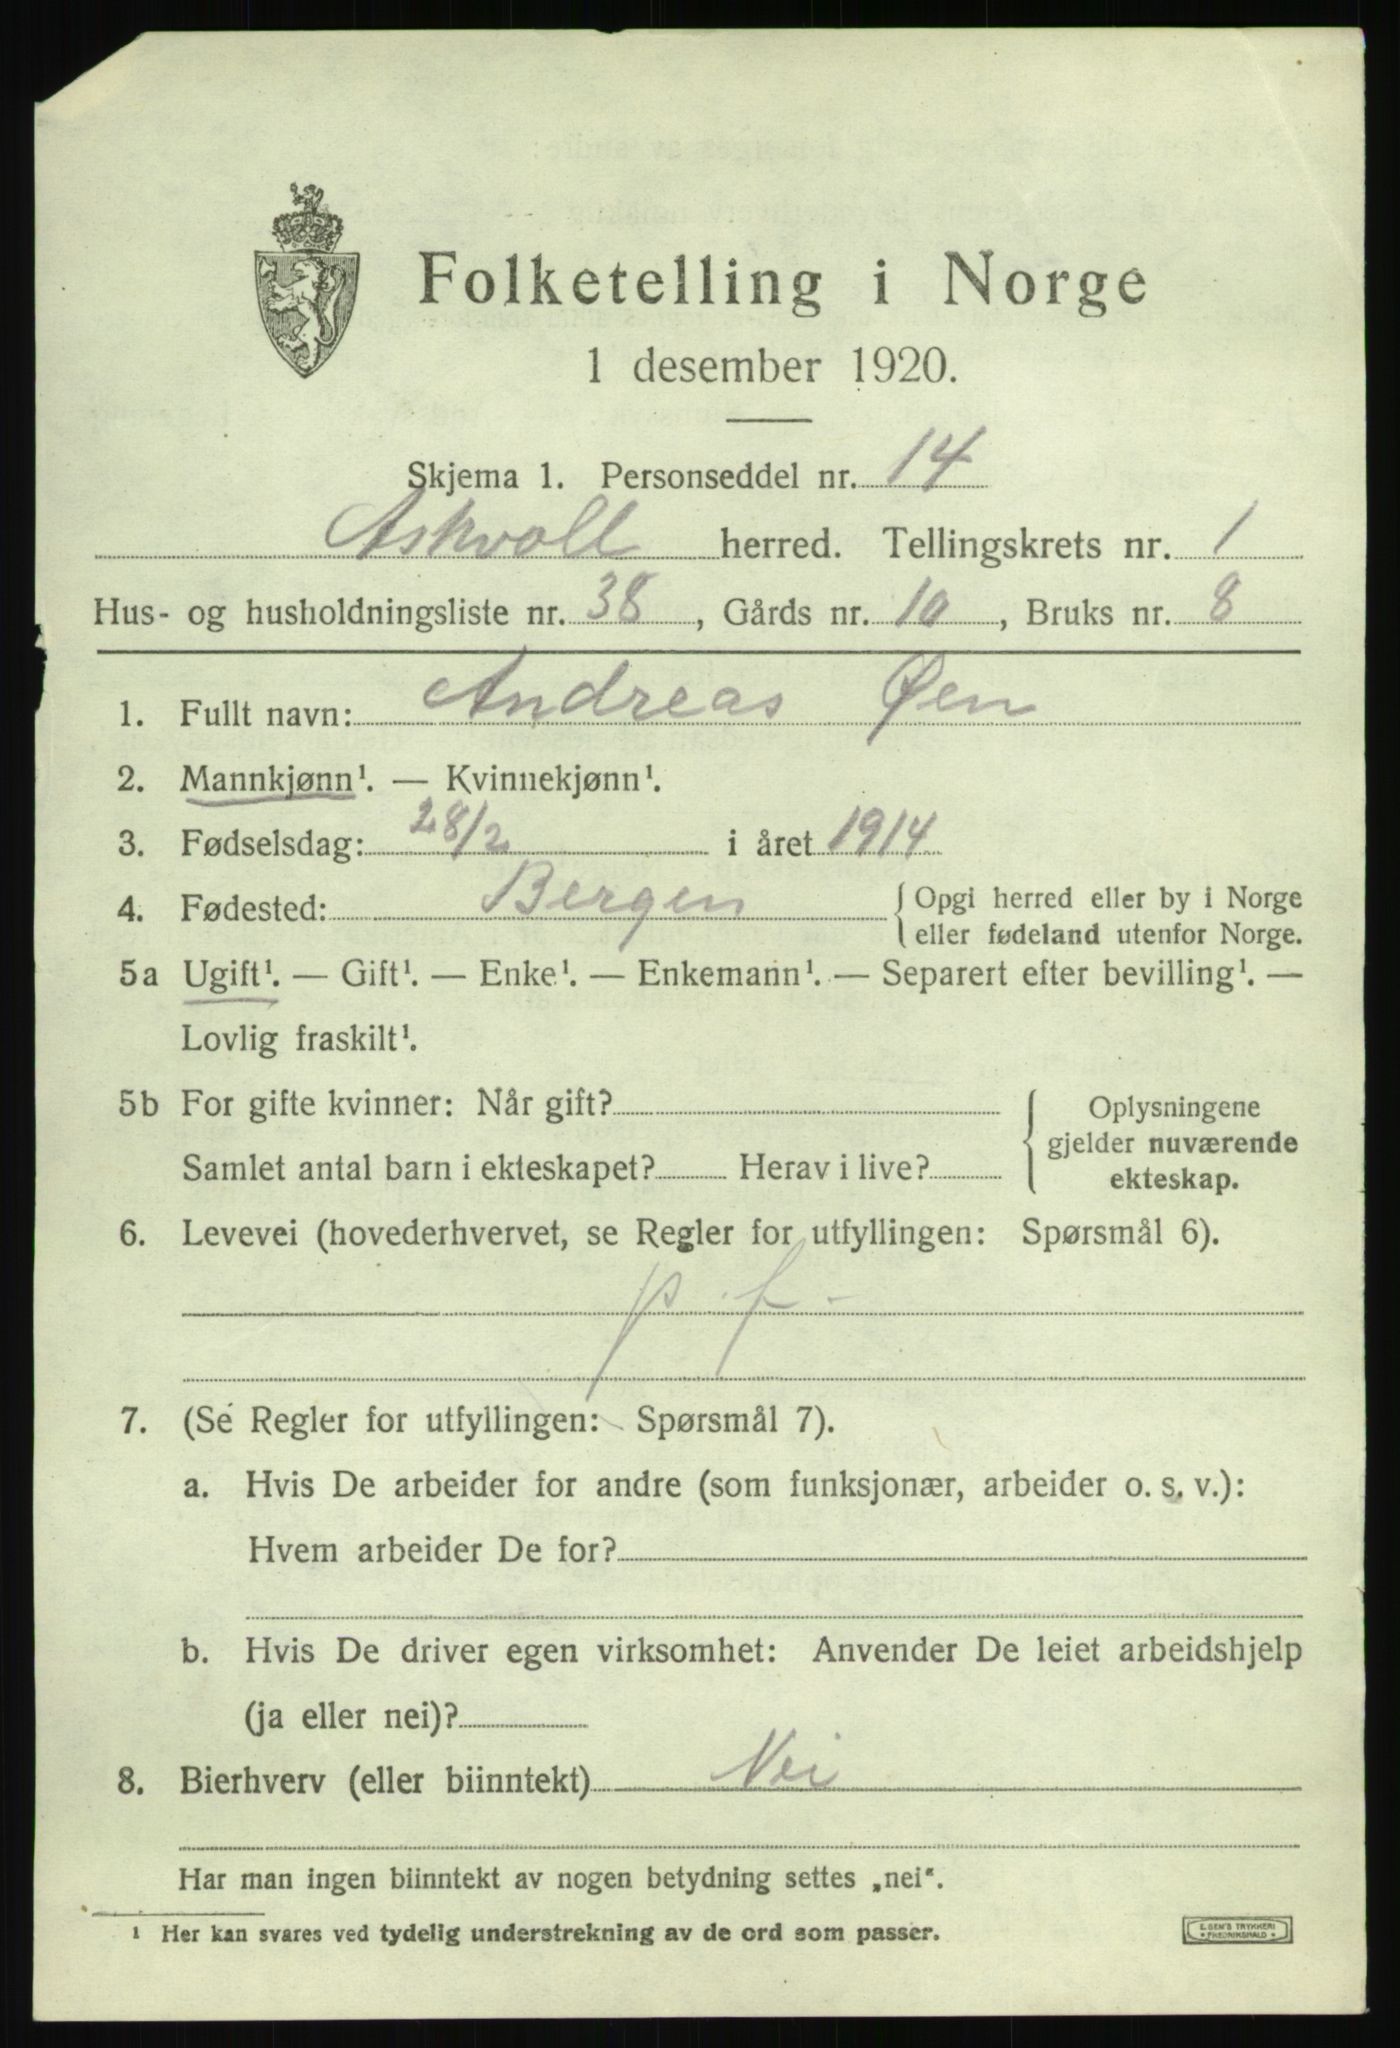 Folketelling i Norge
1 desember 1920.
Skjema 1. Personseddel nr. 14
Askvoll herred. Tellingskrets nr. 1
Hus- og husholdningsliste nr. 38, Gårds nr. 10, Bruks nr. 8
1. Fullt navn: Andreas Øen
2. Mannkjønn¹. — Kvinnekjønn¹.
3. Fødselsdag: 28/2 i året 1914
4. Fødested: Bergen { Opgi herred eller by i Norge
eller fødeland utenfor Norge.
5a Ugift¹. — Gift¹. — Enke¹. — Enkemann¹. — Separert efter bevilling¹. —
Lovlig fraskilt¹.
5b For gifte kvinner: Når gift?
Samlet antal barn i ekteskapet? Herav i live?
Oplysningene
gjelder nuværende
ekteskap.
6. Levevei (hovederhvervet, se Regler for utfyllingen: Spørsmål 6).
p. f. -
7. (Se Regler for utfyllingen: Spørsmål 7).
a. Hvis De arbeider for andre (som funksjonær, arbeider o. s. v.):
Hvem arbeider De for?
b. Hvis De driver egen virksomhet: Anvender De leiet arbeidshjelp
(ja eller nei)?
8. Bierhverv (eller biinntekt) Nei
Har man ingen biinntekt av nogen betydning settes „nei“.
¹ Her kan svares ved tydelig understrekning av de ord som passer.
E. SEM'S TRYKKERI
* FREDRIKSHALD *